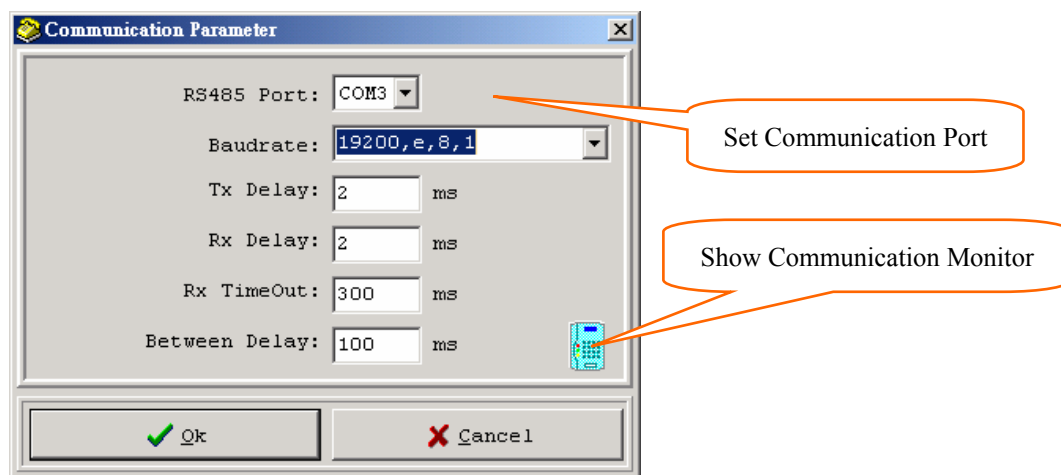 Communication Parameter
RS485 Port: COM3
Set Communication Port
Baudrate: 19200,e,8,1
Tx Delay: 2 ms
Rx Delay: 2 ms
Show Communication Monitor
Rx TimeOut: 300 ms
Between Delay: 100 ms
Ok Cancel